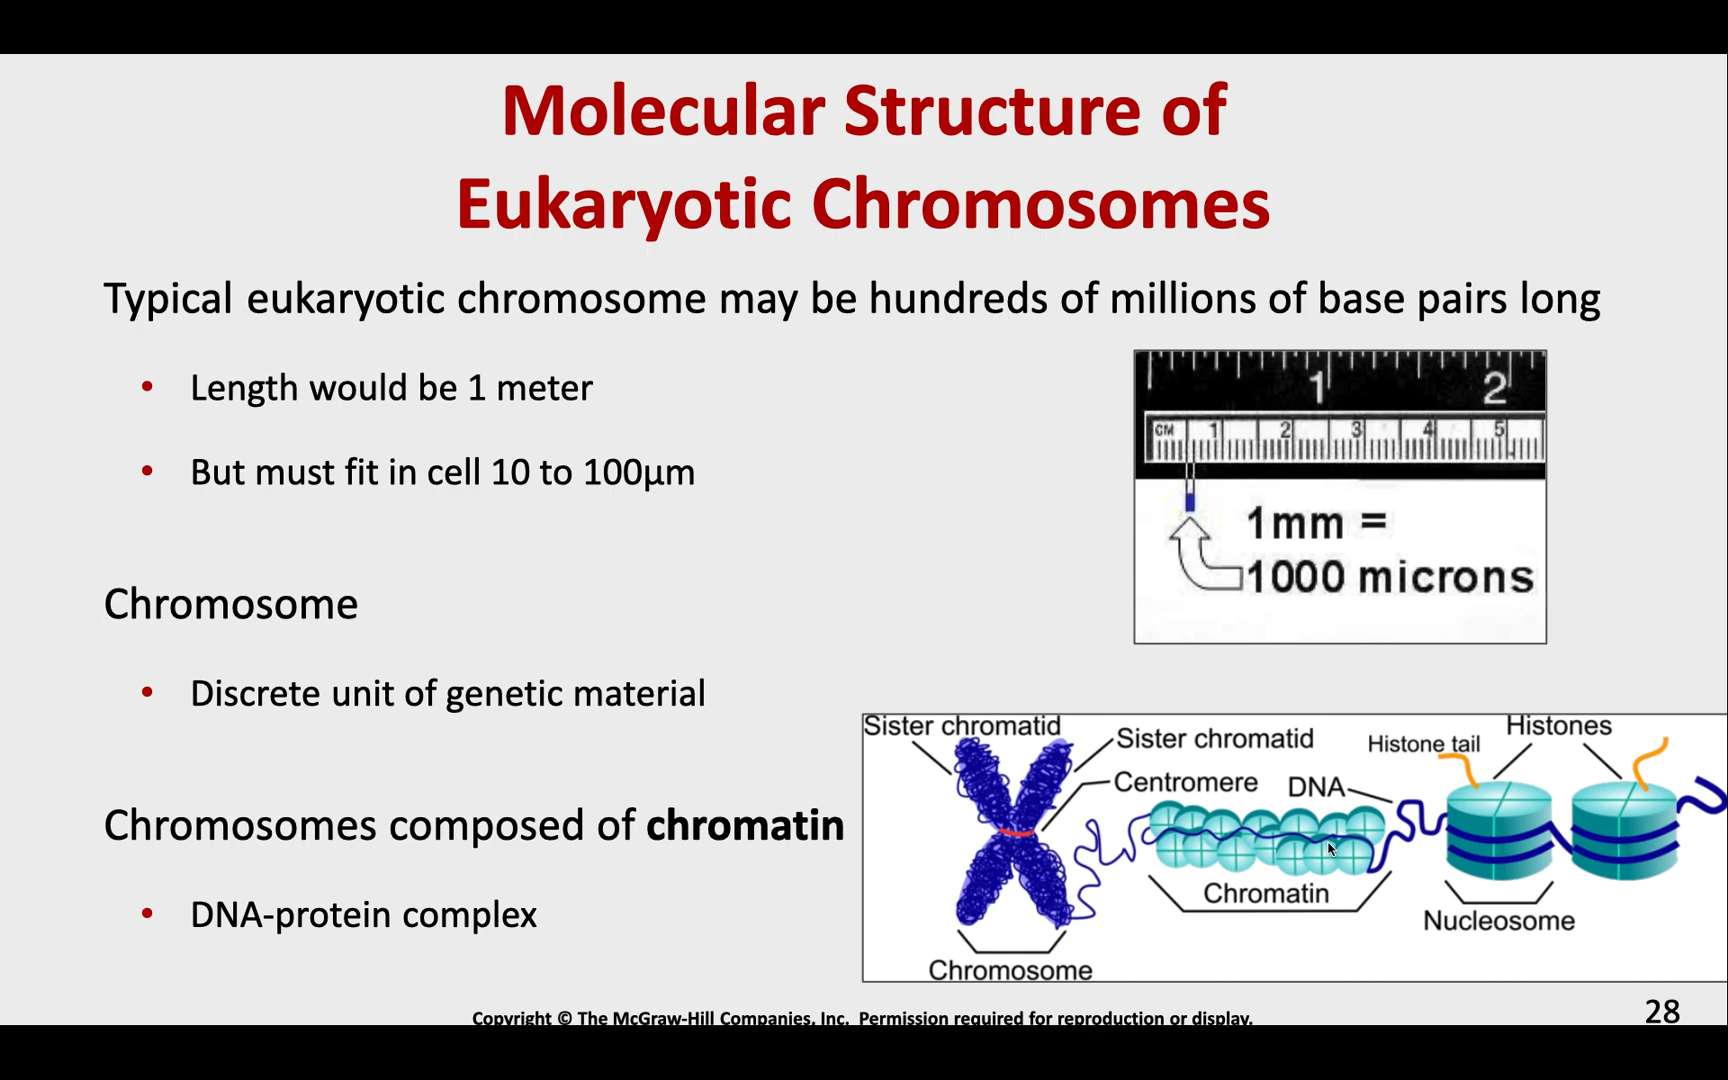 Molecular Structure of
Eukaryotic Chromosomes
Typical eukaryotic chromosome may be hundreds of millions of base pairs long
• Length would be 1 meter
• But must fit in cell 10 to 100μm
1 2
CM 1 2 3 4 5
1mm =
1000 microns
Chromosome
• Discrete unit of genetic material
Chromosomes composed of chromatin
• DNA-protein complex
Sister chromatid
Sister chromatid
Centromere
DNA
Histone tail
Histones
Chromatin
Nucleosome
Chromosome
Copyright © The McGraw-Hill Companies, Inc. Permission required for reproduction or display.
28